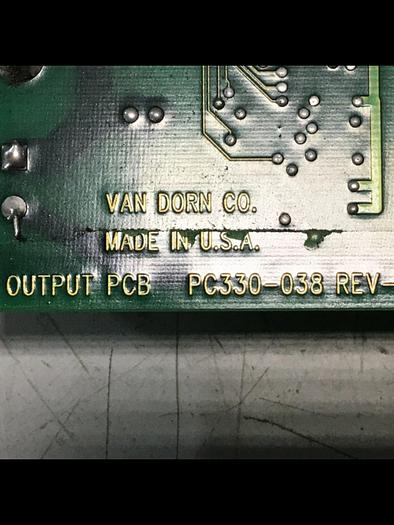 VAN DORN CO.
MADE IN U.S.A.
OUTPUT PCB PC330-038 REV-